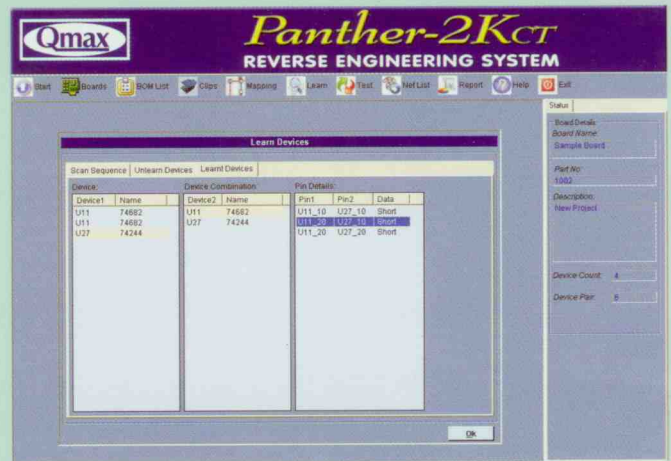 Qmax
Panther-2KCT
REVERSE ENGINEERING SYSTEM
Start Boards BOM List Clips Mapping Learn Test Net List Report Help Exit
Status
Learn Devices
Scan Sequence Unlearn Devices Learnt Devices
Device: Device Combination: Pin Details:
Device1 Name Device2 Name Pin1 Pin2 Data
U11 74682 U11 74682 U11_10 U27_10 Short
U11 74682 U27 74244 U11_20 U27_10 Short
U27 74244 U11_20 U27_20 Short
Ok
Board Details
Board Name:
Sample Board
Part No:
1002
Description:
New Project
Device Count: 4
Device Pair: 6